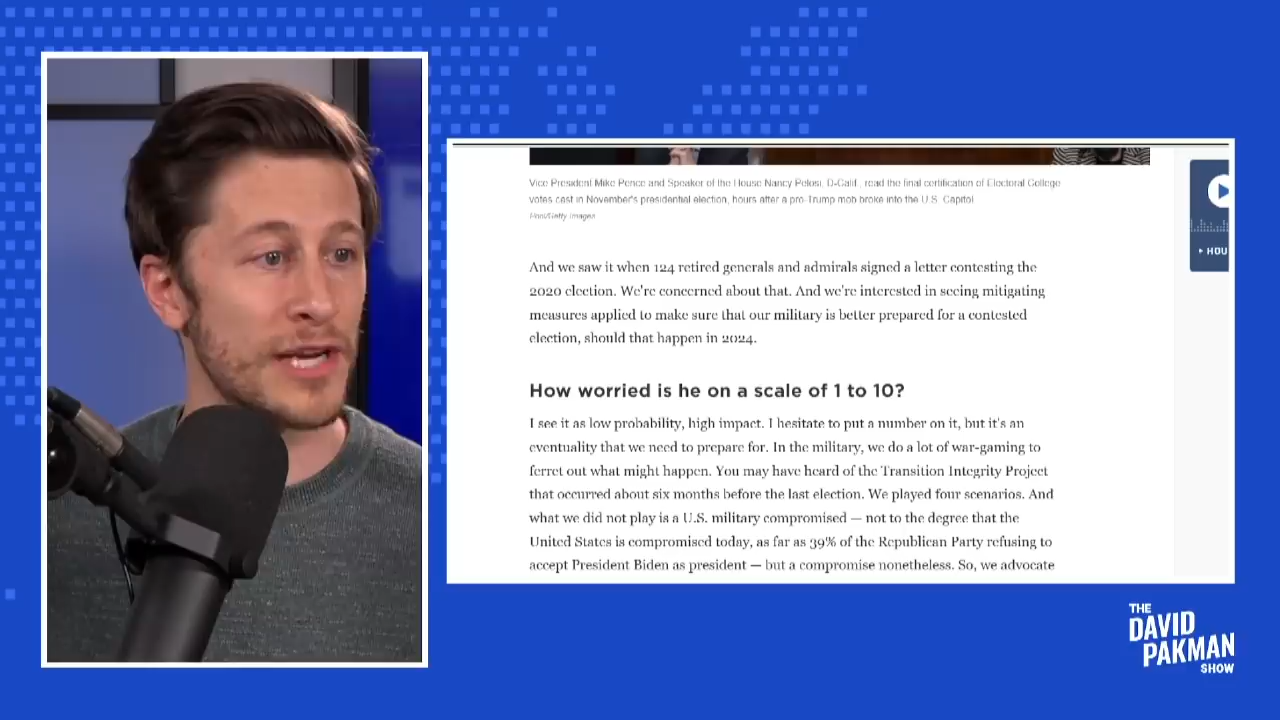 Vice President Mike Pence and Speaker of the House Nancy Pelosi, D-Calif., read the final certification of Electoral College
votes cast in November's presidential election, hours after a pro-Trump mob broke into the U.S. Capitol.
Pool/Getty Images
And we saw it when 124 retired generals and admirals signed a letter contesting the
2020 election. We're concerned about that. And we're interested in seeing mitigating
measures applied to make sure that our military is better prepared for a contested
election, should that happen in 2024.
How worried is he on a scale of 1 to 10?
I see it as low probability, high impact. I hesitate to put a number on it, but it's an
eventuality that we need to prepare for. In the military, we do a lot of war-gaming to
ferret out what might happen. You may have heard of the Transition Integrity Project
that occurred about six months before the last election. We played four scenarios. And
what we did not play is a U.S. military compromised — not to the degree that the
United States is compromised today, as far as 39% of the Republican Party refusing to
accept President Biden as president — but a compromise nonetheless. So, we advocate
HOU
THE
DAVID
PAKMAN
SHOW